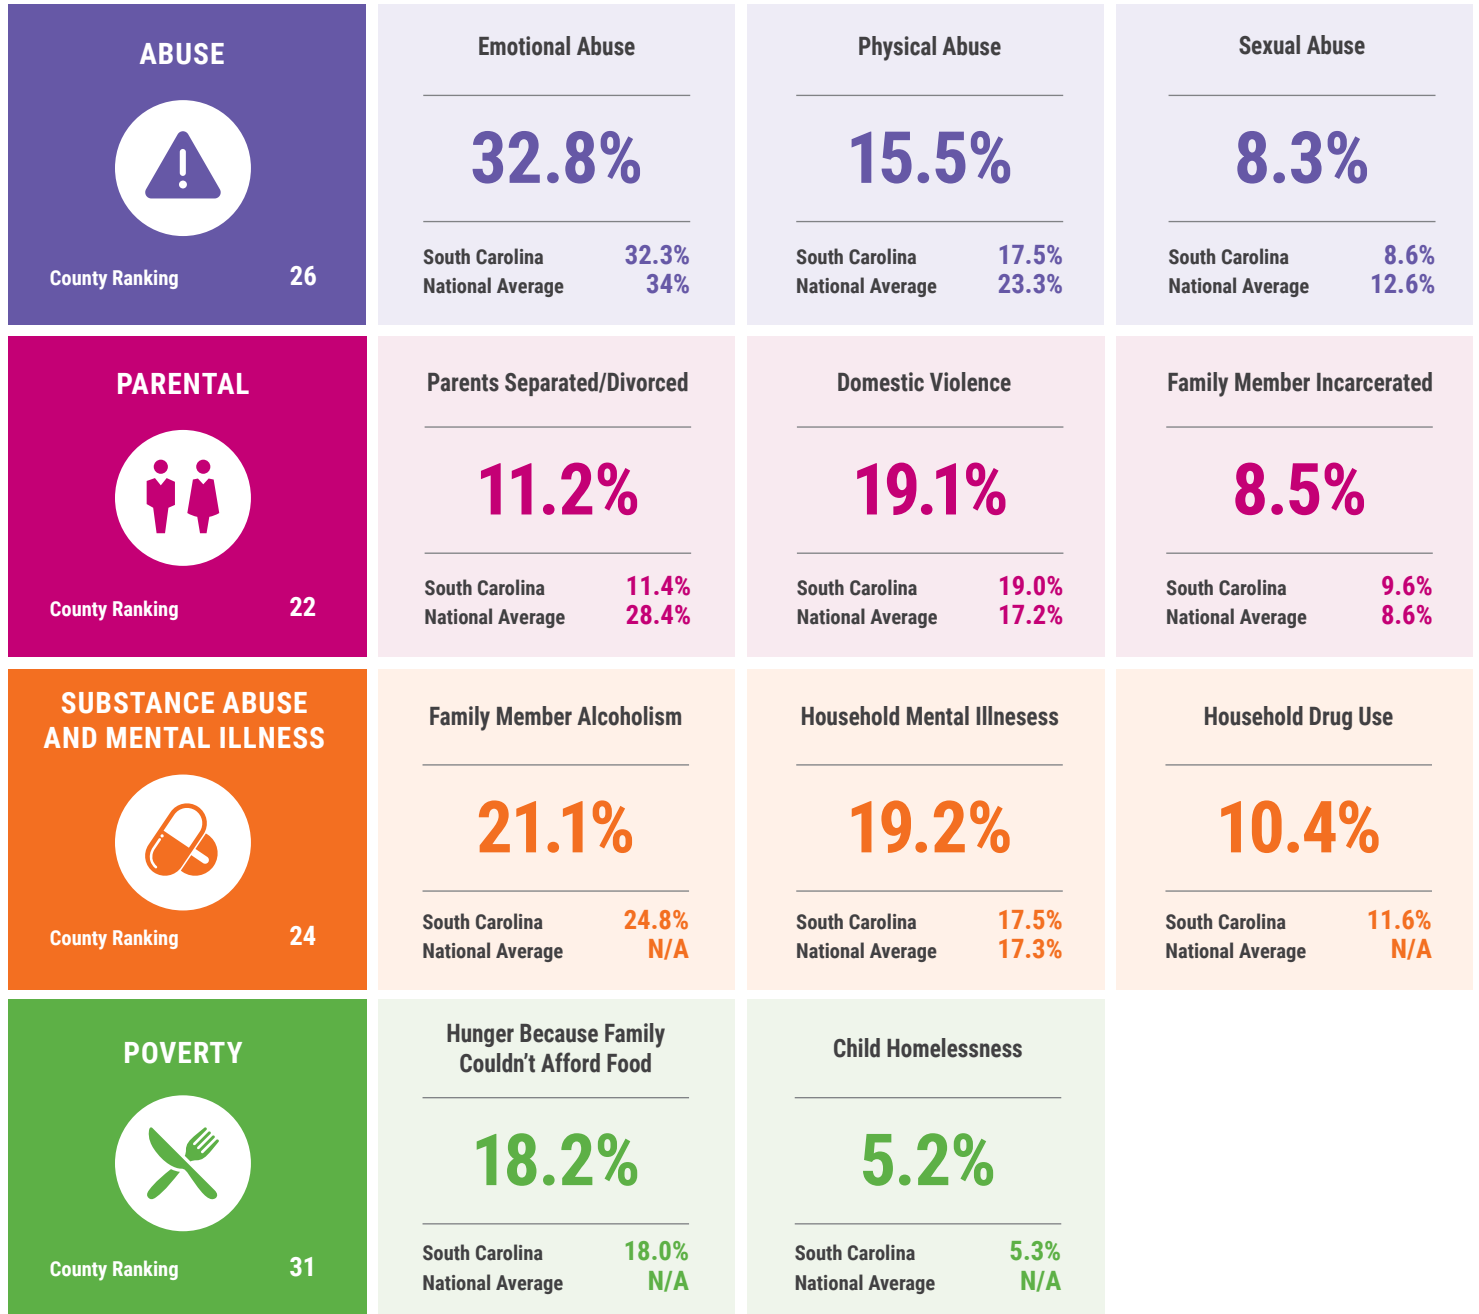 ABUSE
County Ranking 26
Emotional Abuse
32.8%
South Carolina 32.3%
National Average 34%
Physical Abuse
15.5%
South Carolina 17.5%
National Average 23.3%
Sexual Abuse
8.3%
South Carolina 8.6%
National Average 12.6%
PARENTAL
County Ranking 22
Parents Separated/Divorced
11.2%
South Carolina 11.4%
National Average 28.4%
Domestic Violence
19.1%
South Carolina 19.0%
National Average 17.2%
Family Member Incarcerated
8.5%
South Carolina 9.6%
National Average 8.6%
SUBSTANCE ABUSE
AND MENTAL ILLNESS
County Ranking 24
Family Member Alcoholism
21.1%
South Carolina 24.8%
National Average N/A
Household Mental Illnesess
19.2%
South Carolina 17.5%
National Average 17.3%
Household Drug Use
10.4%
South Carolina 11.6%
National Average N/A
POVERTY
County Ranking 31
Hunger Because Family
Couldn't Afford Food
18.2%
South Carolina 18.0%
National Average N/A
Child Homelessness
5.2%
South Carolina 5.3%
National Average N/A